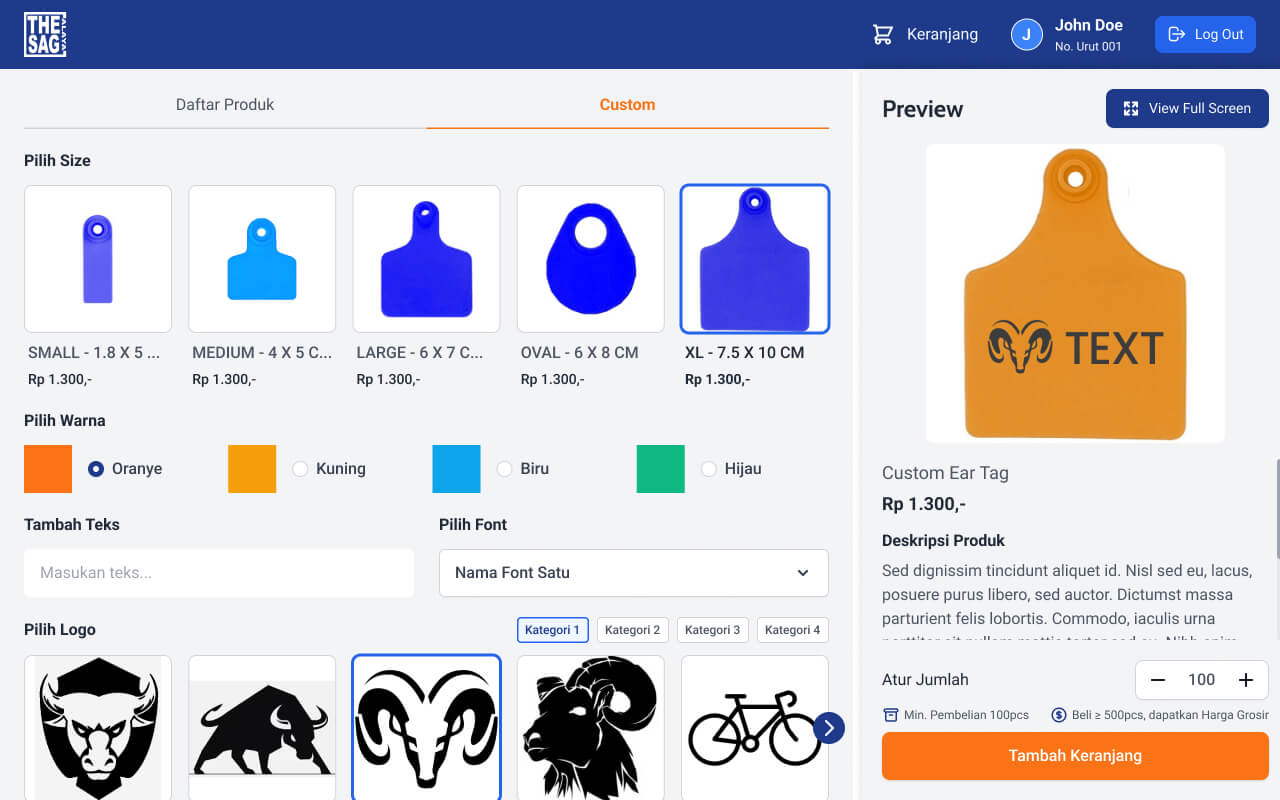 THE
SAG
ALAYA
Keranjang
J
John Doe
No. Urut 001
Log Out
Daftar Produk
Custom
Pilih Size
SMALL - 1.8 X 5 ...
Rp 1.300,-
MEDIUM - 4 X 5 C...
Rp 1.300,-
LARGE - 6 X 7 C...
Rp 1.300,-
OVAL - 6 X 8 CM
Rp 1.300,-
XL - 7.5 X 10 CM
Rp 1.300,-
Pilih Warna
Oranye
Kuning
Biru
Hijau
Tambah Teks
Masukan teks...
Pilih Font
Nama Font Satu
Pilih Logo
Kategori 1
Kategori 2
Kategori 3
Kategori 4
Preview
View Full Screen
TEXT
Custom Ear Tag
Rp 1.300,-
Deskripsi Produk
Sed dignissim tincidunt aliquet id. Nisl sed eu, lacus,
posuere purus libero, sed auctor. Dictumst massa
parturient felis lobortis. Commodo, iaculis urna
Atur Jumlah
100
Min. Pembelian 100pcs
Beli ≥ 500pcs, dapatkan Harga Grosir
Tambah Keranjang